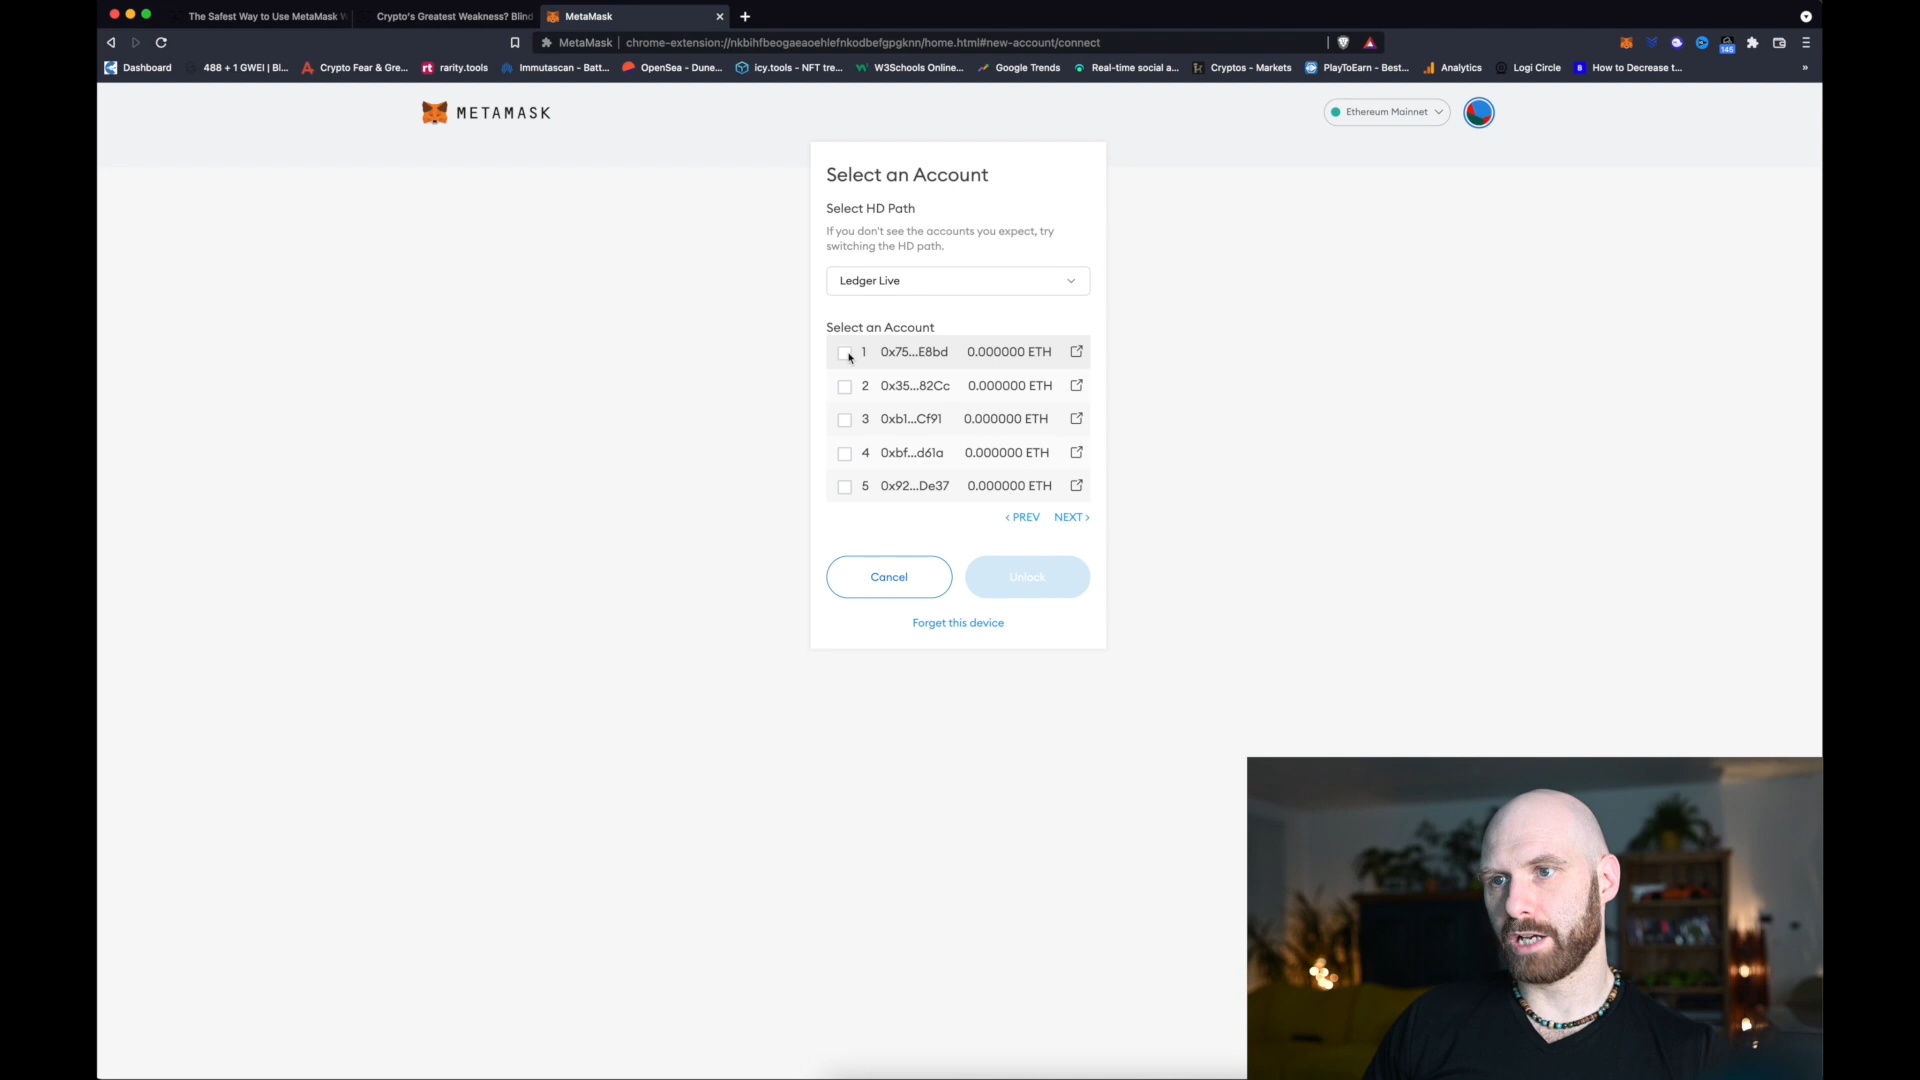 The Safest Way to Use MetaMask W
Crypto's Greatest Weakness? Blind
MetaMask
MetaMask
chrome-extension://nkbihfbeogaeaoehlefnkodbefgpgknn/home.html#new-account/connect
145
Dashboard
488 + 1 GWEI | Bl...
Crypto Fear & Gre...
rarity.tools
Immutascan - Batt...
OpenSea - Dune...
icy.tools - NFT tre...
W3Schools Online...
Google Trends
Real-time social a...
Cryptos - Markets
PlayToEarn - Best...
Analytics
Logi Circle
How to Decrease t...
METAMASK
Ethereum Mainnet
Select an Account
Select HD Path
If you don't see the accounts you expect, try
switching the HD path.
Ledger Live
Select an Account
1 0x75...E8bd 0.000000 ETH
2 0x35...82Cc 0.000000 ETH
3 0xb1...Cf91 0.000000 ETH
4 0xbf...d61a 0.000000 ETH
5 0x92...De37 0.000000 ETH
< PREV NEXT >
Cancel
Unlock
Forget this device